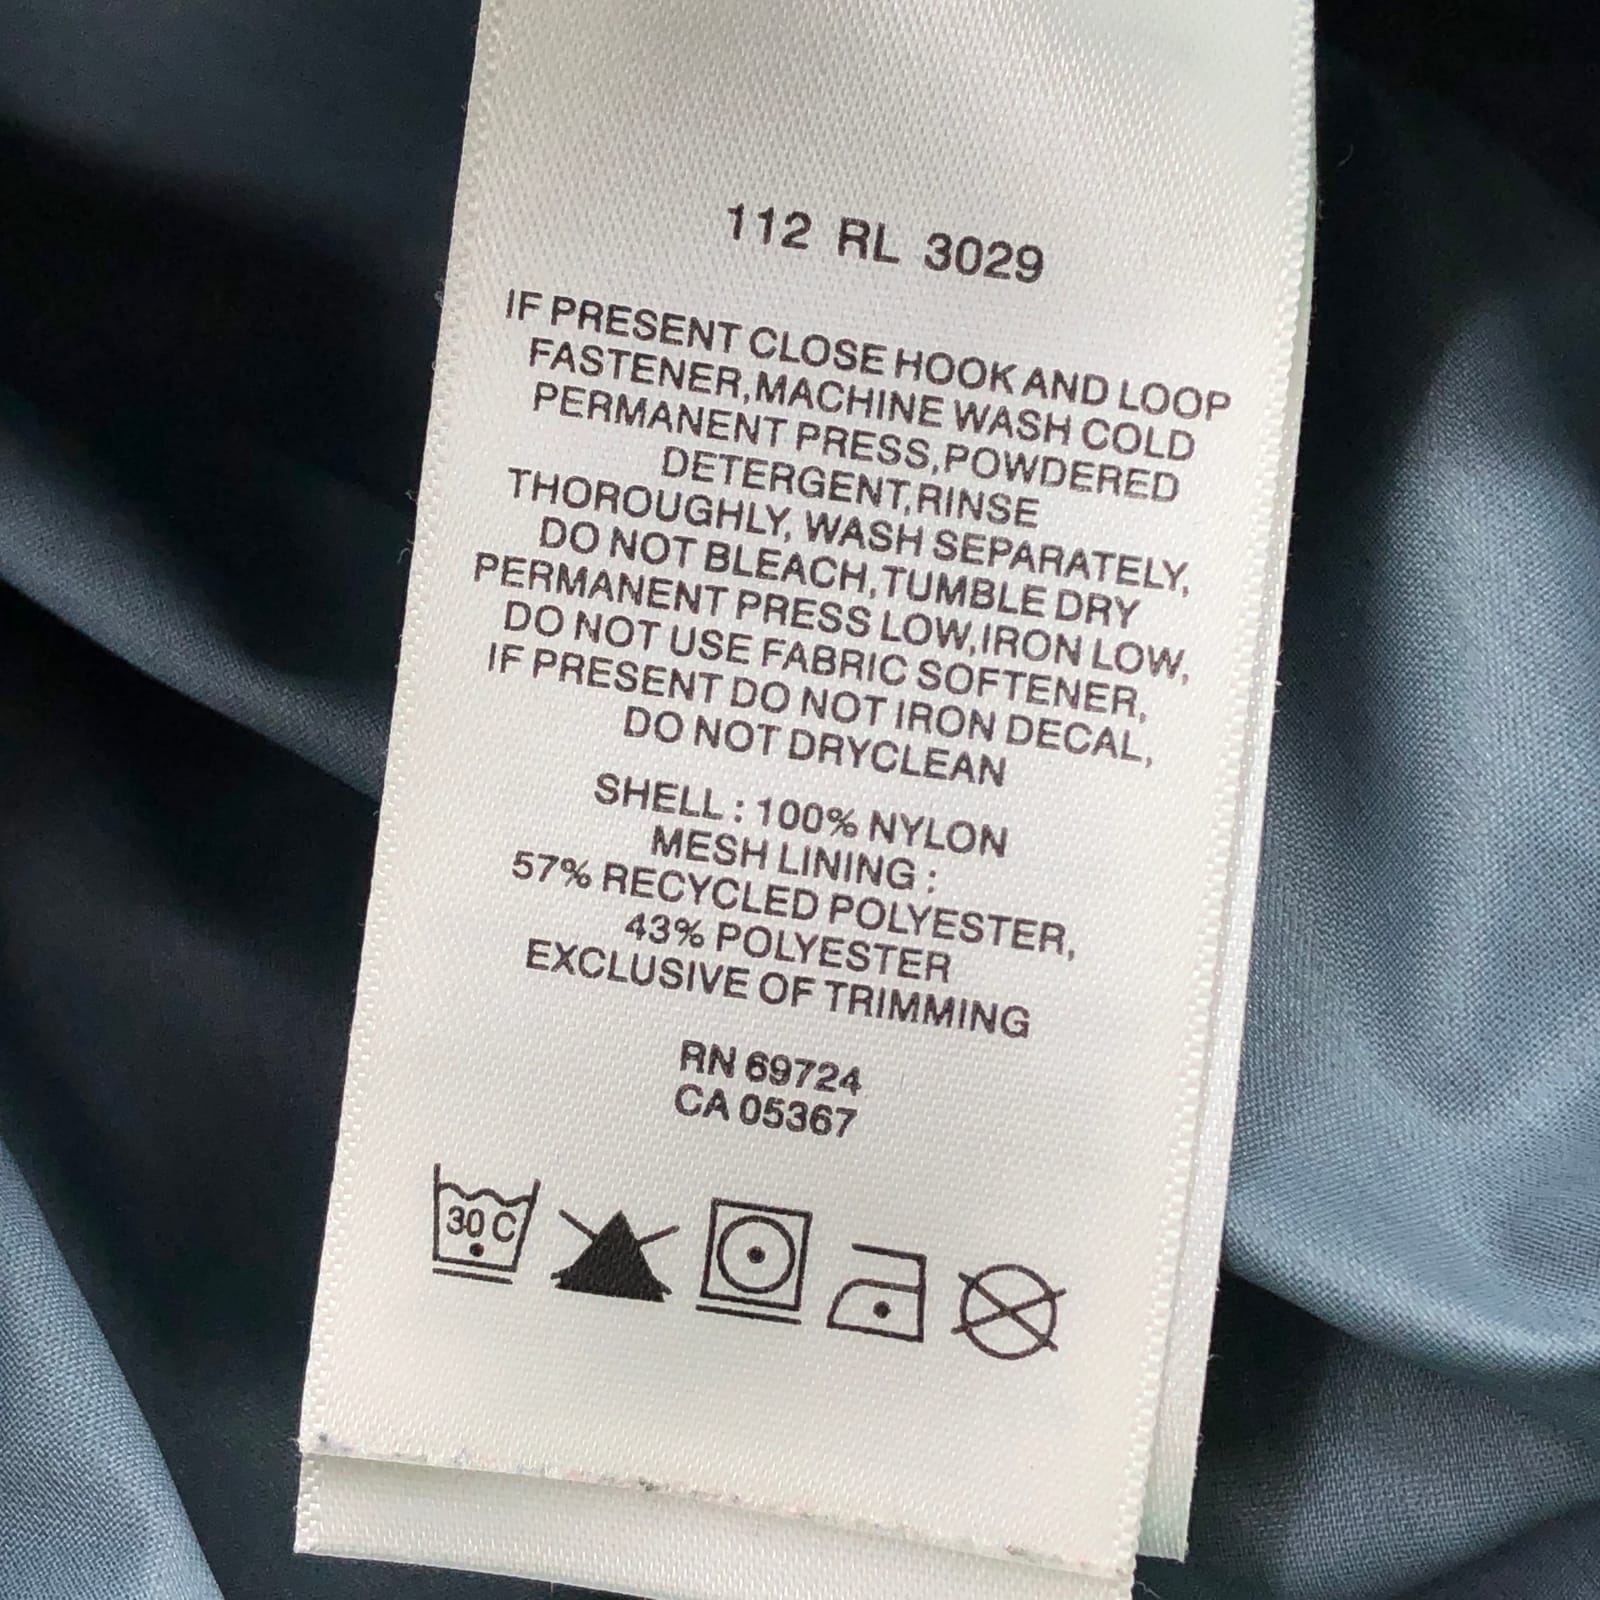 112 RL 3029
IF PRESENT CLOSE HOOK AND LOOP
FASTENER,MACHINE WASH COLD
PERMANENT PRESS,POWDERED
DETERGENT,RINSE
THOROUGHLY, WASH SEPARATELY,
DO NOT BLEACH,TUMBLE DRY
PERMANENT PRESS LOW,IRON LOW,
DO NOT USE FABRIC SOFTENER,
IF PRESENT DO NOT IRON DECAL,
DO NOT DRYCLEAN
SHELL : 100% NYLON
MESH LINING :
57% RECYCLED POLYESTER,
43% POLYESTER
EXCLUSIVE OF TRIMMING
RN 69724
CA 05367
30 C